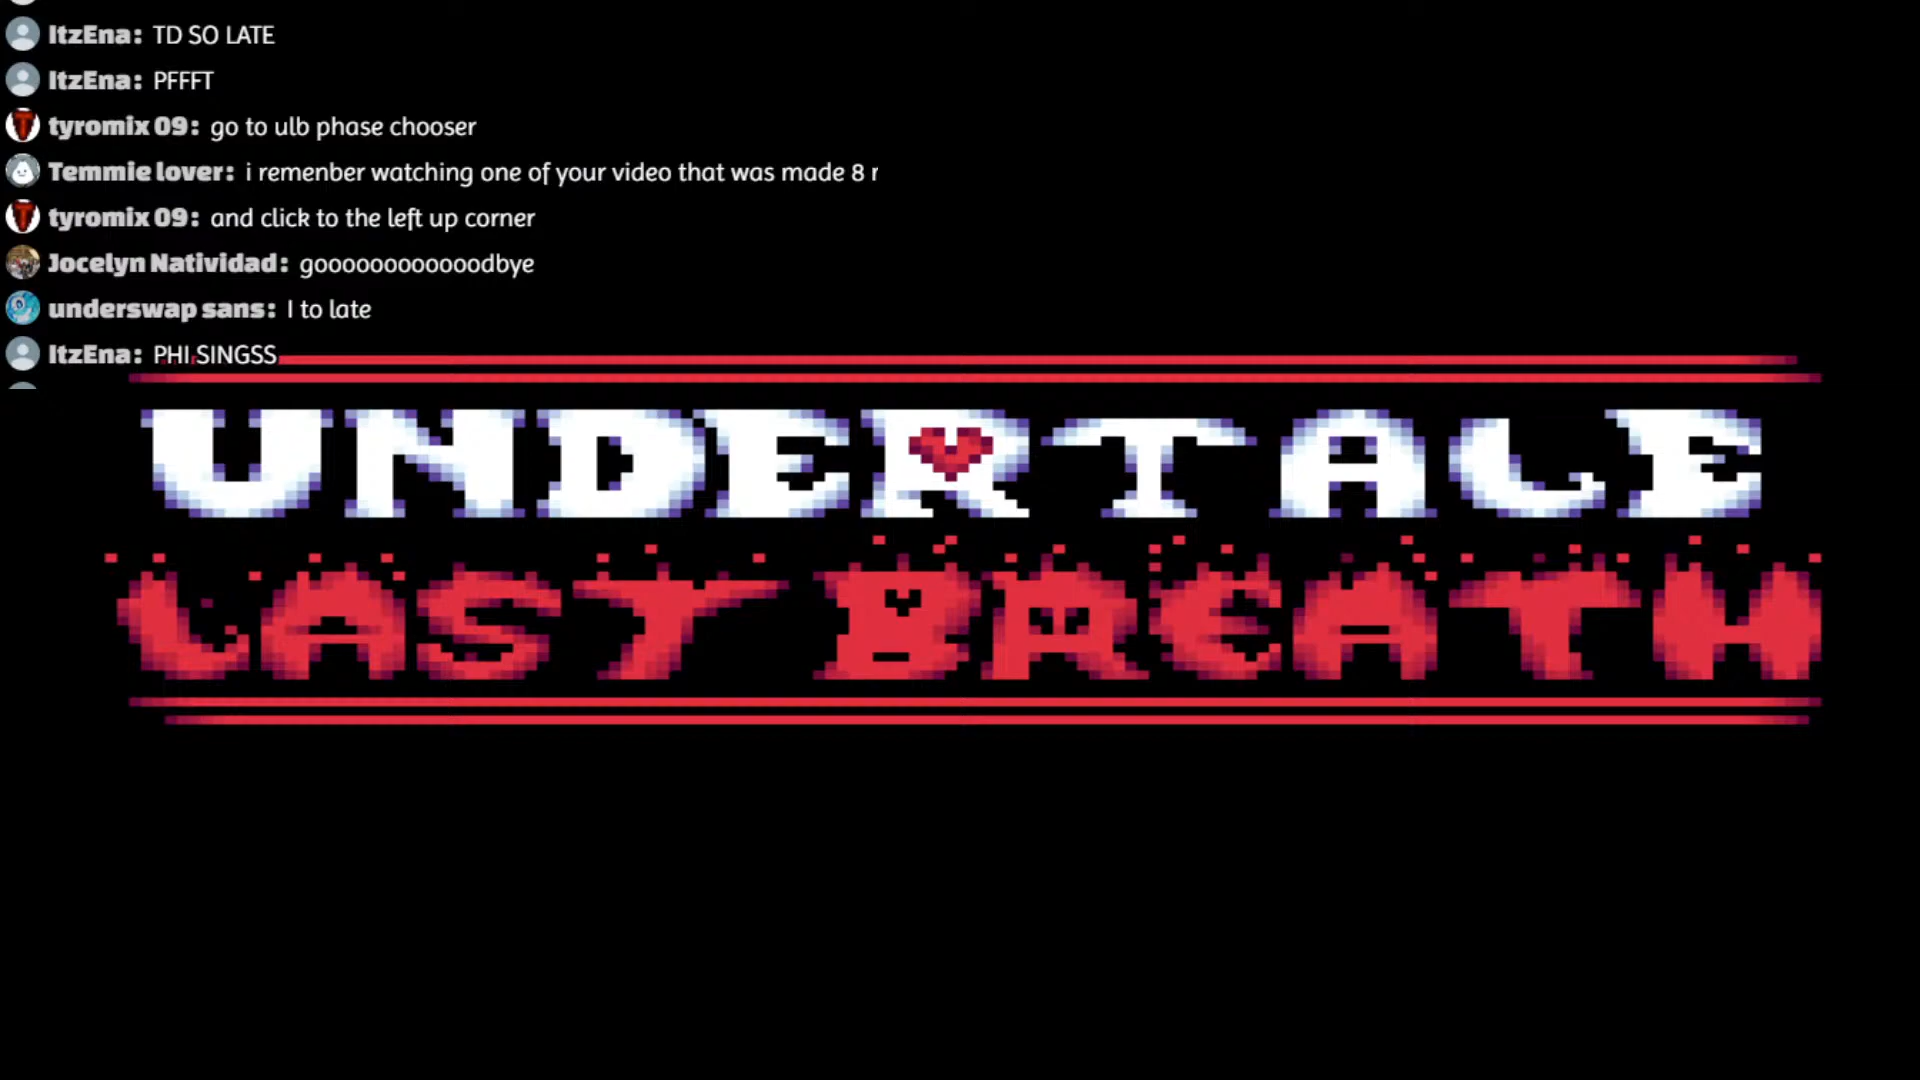 ItzEna: TD SO LATE
ItzEna: PFFFT
tyromix 09: go to ulb phase chooser
Temmie lover: i remenber watching one of your video that was made 8 r
tyromix 09: and click to the left up corner
Jocelyn Natividad: goooooooooooodbye
underswap sans: I to late
ItzEna: PHI SINGSS
UNDERTALE
LAST BREATH